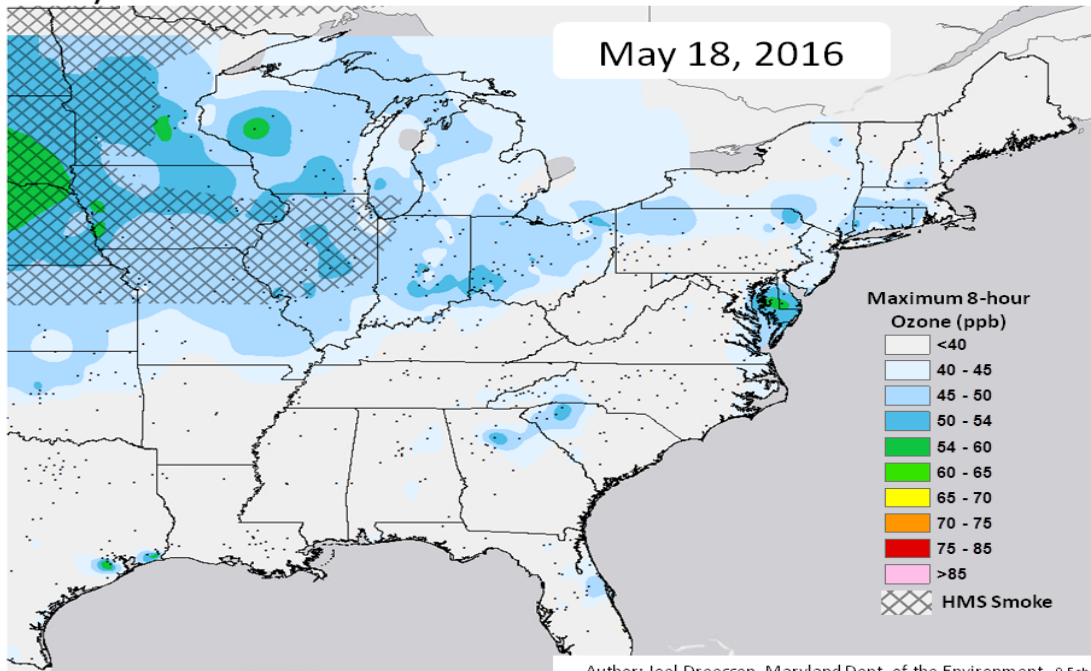 May 18, 2016
Maximum 8-hour
Ozone (ppb)
<40
40 - 45
45 - 50
50 - 54
54 - 60
60 - 65
65 - 70
70 - 75
75 - 85
>85
HMS Smoke
Author: Joel Dreessen, Maryland Dept. of the Environment